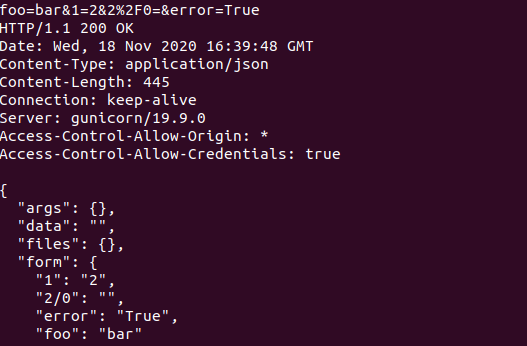 foo=bar&1=2&2%2F0=&error=True
HTTP/1.1 200 OK
Date: Wed, 18 Nov 2020 16:39:48 GMT
Content-Type: application/json
Content-Length: 445
Connection: keep-alive
Server: gunicorn/19.9.0
Access-Control-Allow-Origin: *
Access-Control-Allow-Credentials: true

{
  "args": {},
  "data": "",
  "files": {},
  "form": {
    "1": "2",
    "2/0": "",
    "error": "True",
    "foo": "bar"